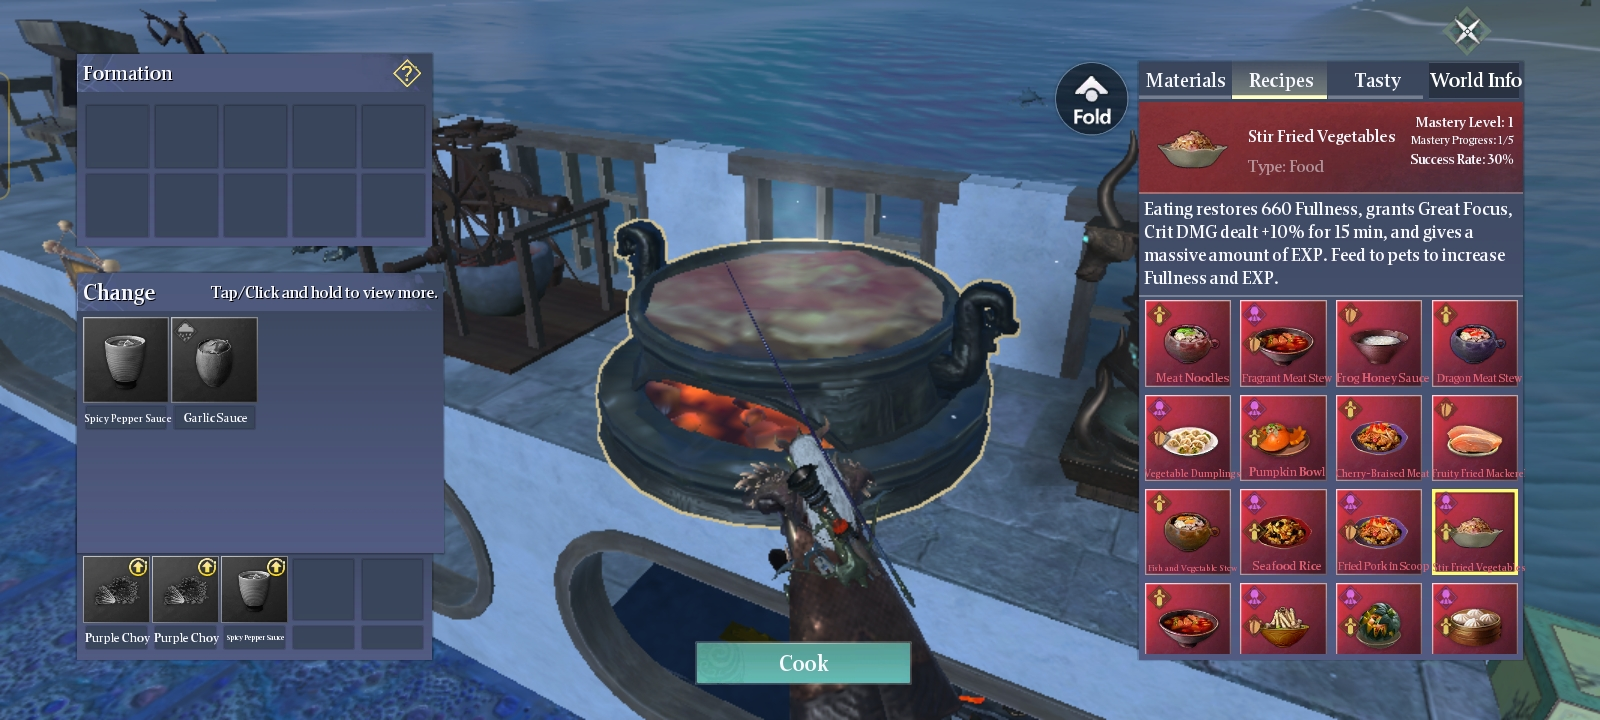 Formation
?
Change
Tap/Click and hold to view more.
Spicy Pepper Sauce
Garlic Sauce
Purple Choy
Purple Choy
Spicy Pepper Sauce
Fold
Cook
Materials
Recipes
Tasty
World Info
Stir Fried Vegetables
Type: Food
Mastery Level: 1
Mastery Progress: 1/5
Success Rate: 30%
Eating restores 660 Fullness, grants Great Focus,
Crit DMG dealt +10% for 15 min, and gives a
massive amount of EXP. Feed to pets to increase
Fullness and EXP.
Meat Noodles
Fragrant Meat Stew
Frog Honey Sauce
Dragon Meat Stew
Vegetable Dumplings
Pumpkin Bowl
Cherry-Braised Meat
Fruity Fried Mackere
Fish and Vegetable Stew
Seafood Rice
Fried Pork in Scoop
Stir Fried Vegetables